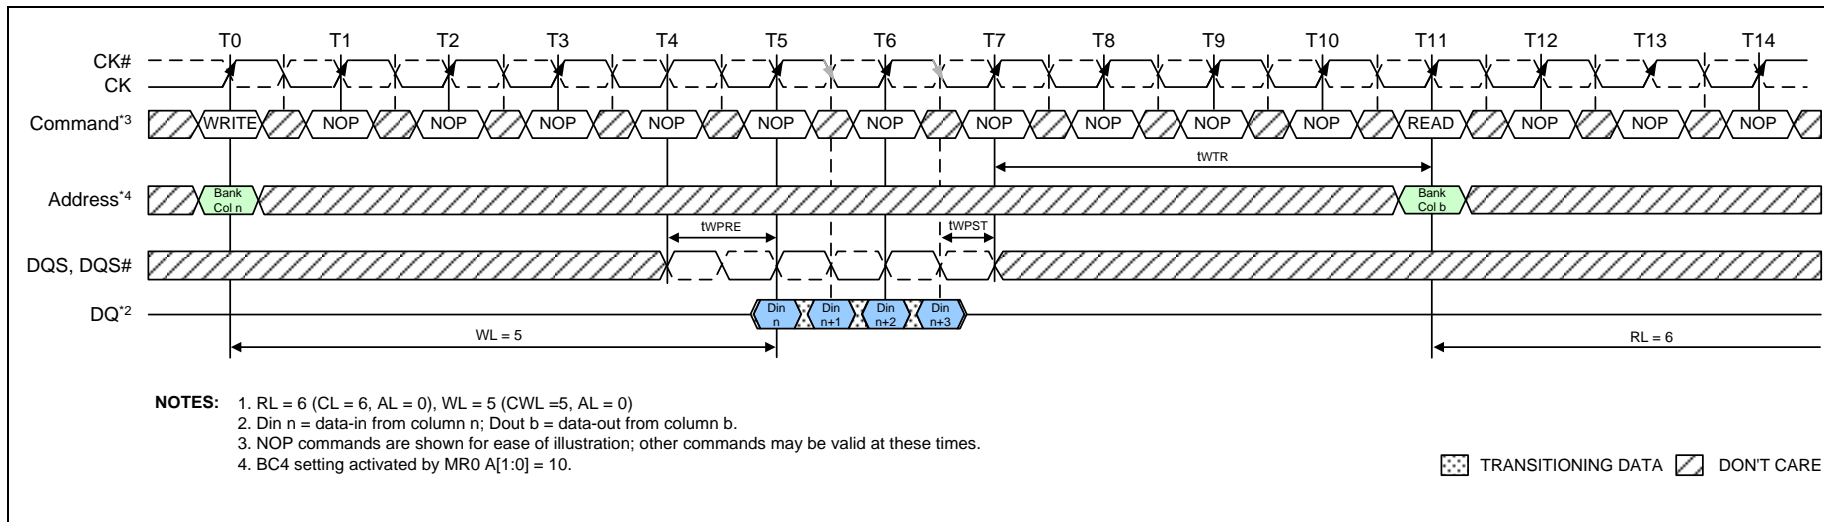 T0 T1 T2 T3 T4 T5 T6 T7 T8 T9 T10 T11 T12 T13 T14
CK#
CK
Command*3 WRITE NOP NOP NOP NOP NOP NOP NOP NOP NOP NOP READ NOP NOP NOP
tWTR
Address*4 Bank Col n Bank Col b
tWPRE tWPST
DQS, DQS#
DQ*2 Din n Din n+1 Din n+2 Din n+3
WL = 5 RL = 6
NOTES: 1. RL = 6 (CL = 6, AL = 0), WL = 5 (CWL =5, AL = 0)
2. Din n = data-in from column n; Dout b = data-out from column b.
3. NOP commands are shown for ease of illustration; other commands may be valid at these times.
4. BC4 setting activated by MR0 A[1:0] = 10.
TRANSITIONING DATA DON'T CARE